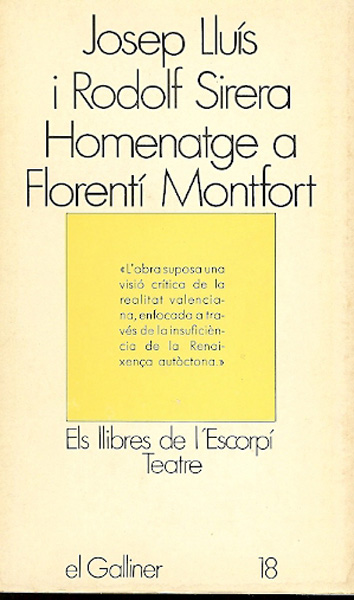 Josep Lluís
i Rodolf Sirera
Homenatge a
Florentí Montfort
«L'obra suposa una
visió crítica de la
realitat valencia-
na, enfocada a tra-
vés de la insuficièn-
cia de la Renai-
xença autòctona.»
Els llibres de l'Escorpí
Teatre
el Galliner 18